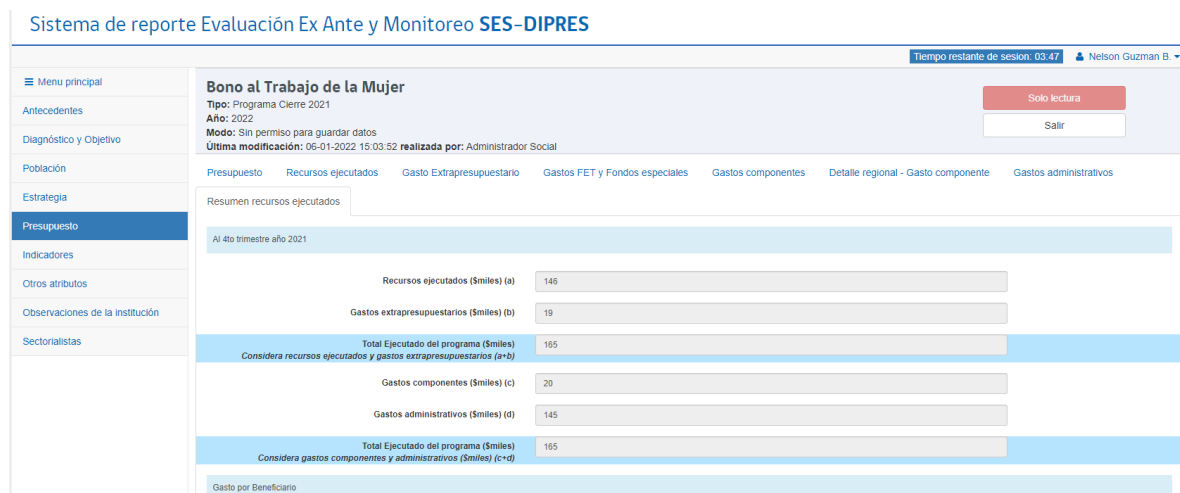 Sistema de reporte Evaluación Ex Ante y Monitoreo SES-DIPRES
Tiempo restante de sesion: 03:47 Nelson Guzman B.
Menu principal
Antecedentes
Diagnóstico y Objetivo
Población
Estrategia
Presupuesto
Indicadores
Otros atributos
Observaciones de la institución
Sectorialistas
Bono al Trabajo de la Mujer
Tipo: Programa Cierre 2021
Año: 2022
Modo: Sin permiso para guardar datos
Última modificación: 06-01-2022 15:03:52 realizada por: Administrador Social
Solo lectura
Salir
Presupuesto Recursos ejecutados Gasto Extrapresupuestario Gastos FET y Fondos especiales Gastos componentes Detalle regional - Gasto componente Gastos administrativos
Resumen recursos ejecutados
Al 4to trimestre año 2021
Recursos ejecutados ($miles) (a) 146
Gastos extrapresupuestarios ($miles) (b) 19
Total Ejecutado del programa ($miles) 165
Considera recursos ejecutados y gastos extrapresupuestarios (a+b)
Gastos componentes ($miles) (c) 20
Gastos administrativos ($miles) (d) 145
Total Ejecutado del programa ($miles) 165
Considera gastos componentes y administrativos ($miles) (c+d)
Gasto por Beneficiario